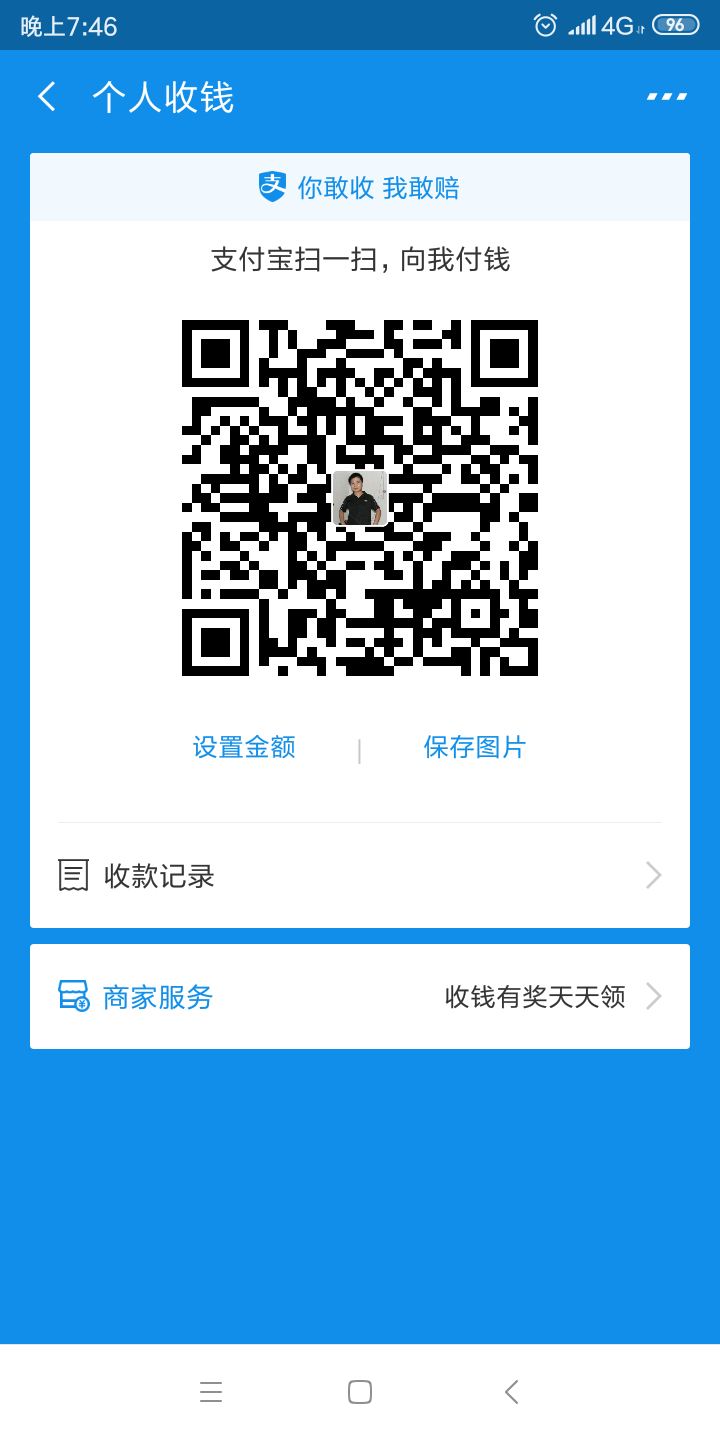 晚上7:46
4G
96
个人收钱
支 你敢收 我敢赔
支付宝扫一扫,向我付钱
设置金额 | 保存图片
收款记录
商家服务 收钱有奖天天领